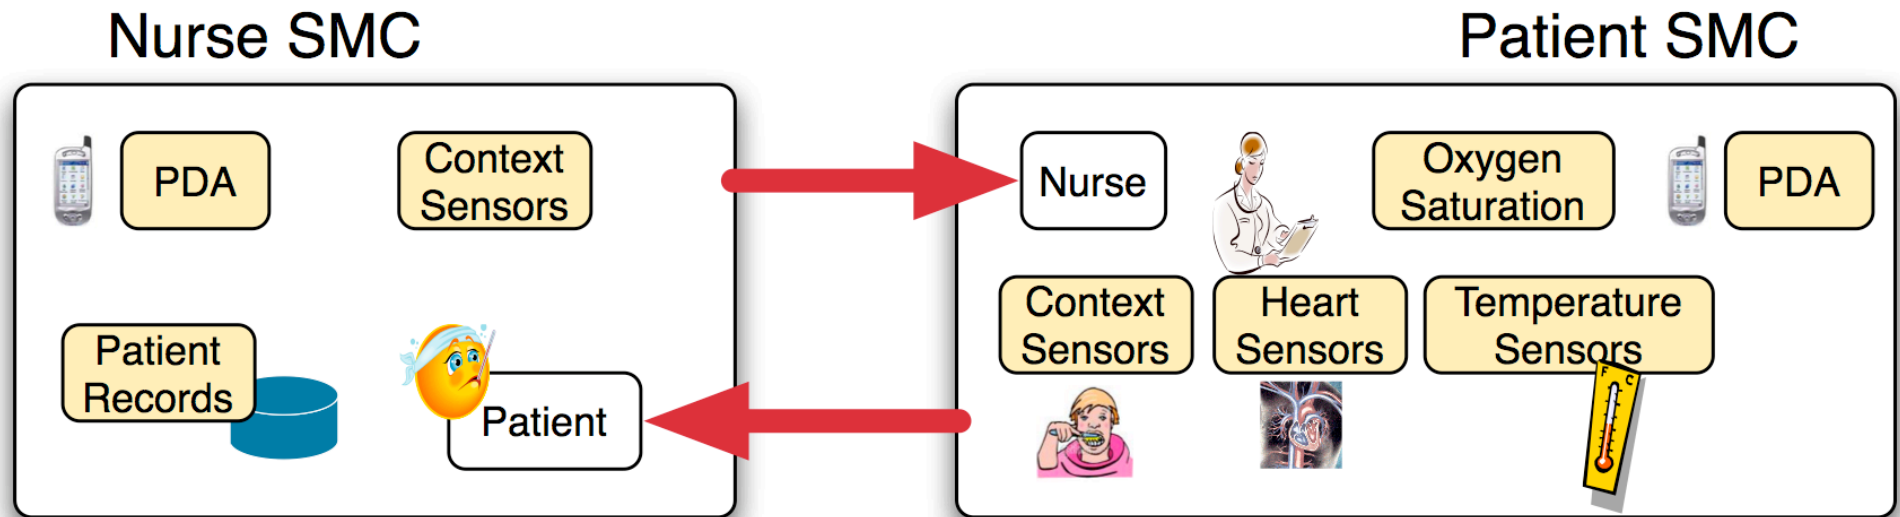 Nurse SMC
Patient SMC
PDA
Context
Sensors
Patient
Records
Patient
Nurse
Oxygen
Saturation
PDA
Context
Sensors
Heart
Sensors
Temperature
Sensors
F C